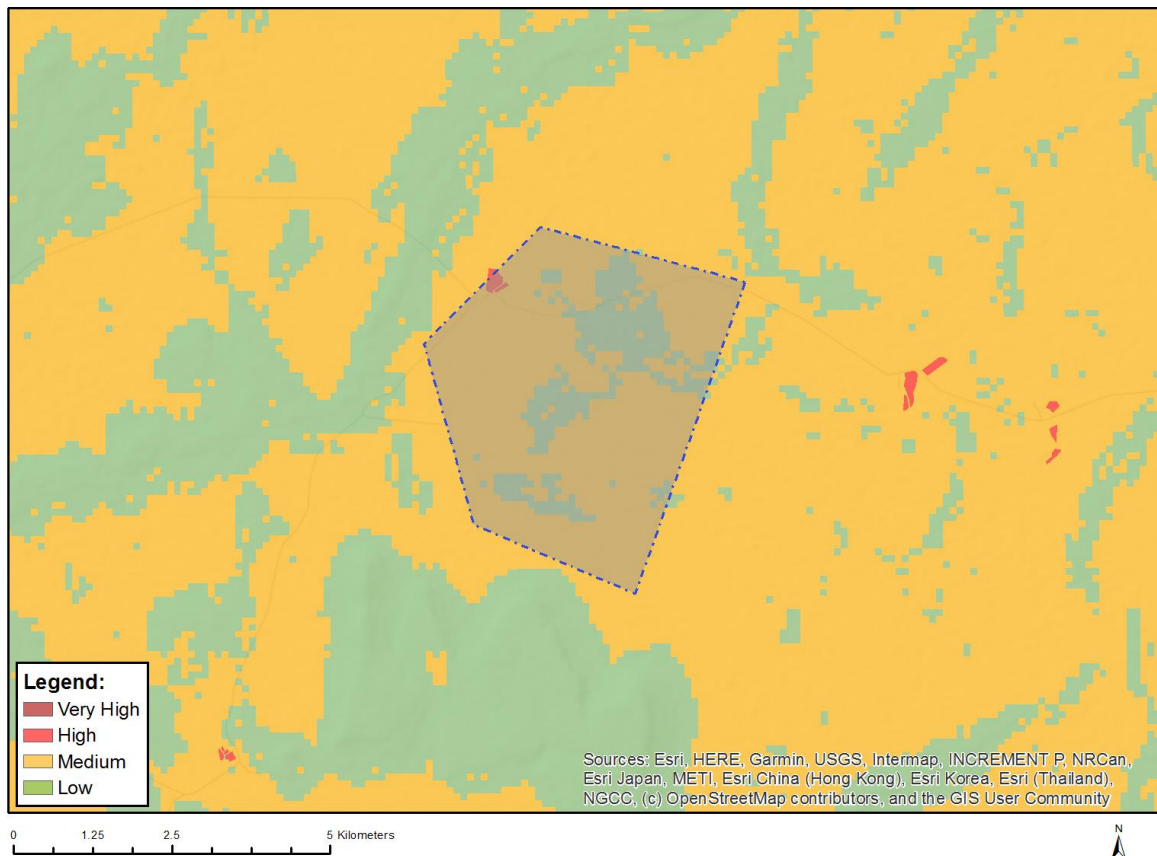 Legend:
Very High
High
Medium
Low
Sources: Esri, HERE, Garmin, USGS, Intermap, INCREMENT P, NRCan,
Esri Japan, METI, Esri China (Hong Kong), Esri Korea, Esri (Thailand),
NGCC, (c) OpenStreetMap contributors, and the GIS User Community
0 1.25 2.5 5 Kilometers
N